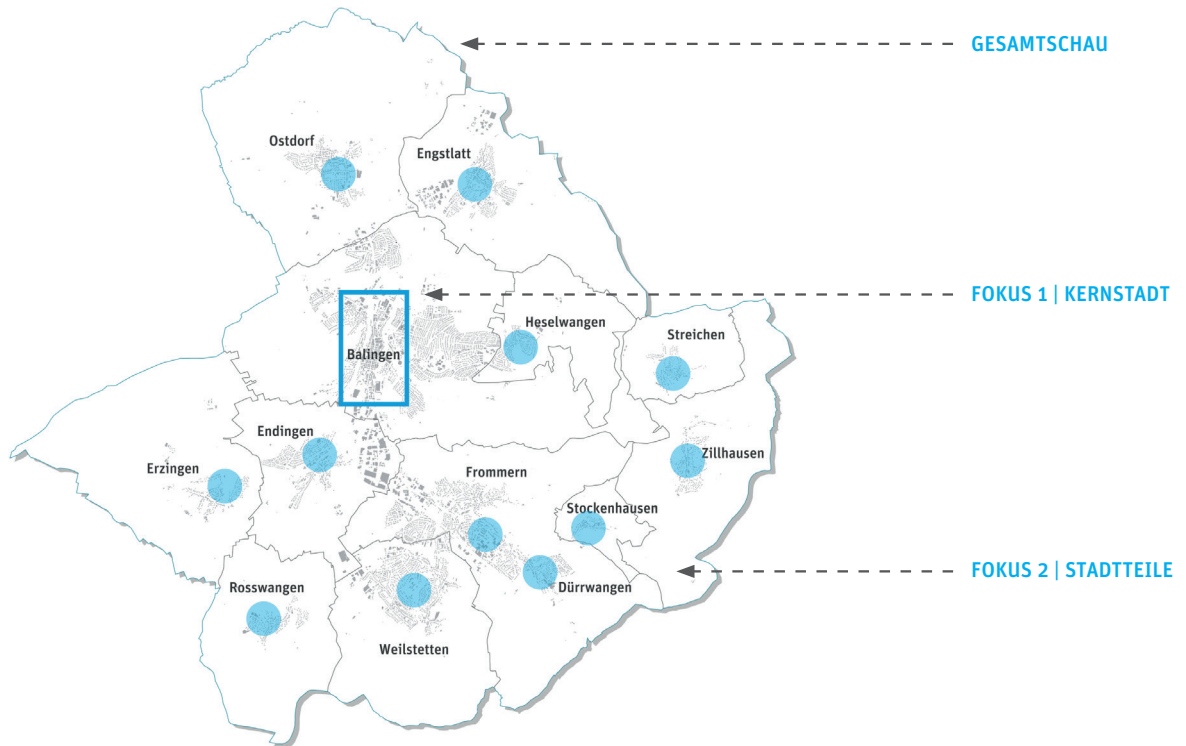 GESAMTSCHAU
Ostdorf
Engstlatt
FOKUS 1 | KERNSTADT
Heselwangen
Streichen
Balingen
Endingen
Zillhausen
Erzingen
Frommern
Stockenhausen
FOKUS 2 | STADTTEILE
Rosswangen
Dürrwangen
Weilstetten